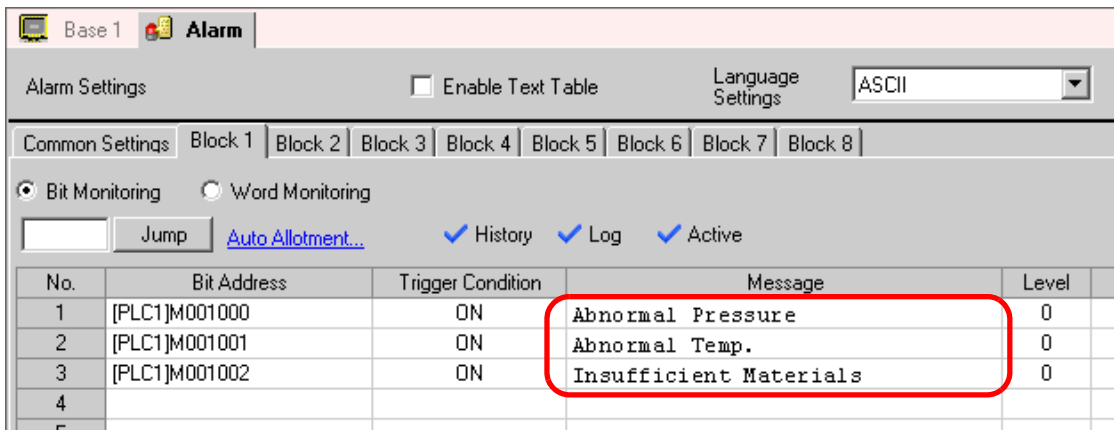 Base 1 Alarm
Alarm Settings Enable Text Table Language Settings ASCII
Common Settings Block 1 Block 2 Block 3 Block 4 Block 5 Block 6 Block 7 Block 8
Bit Monitoring Word Monitoring
Jump Auto Allotment... History Log Active
No. Bit Address Trigger Condition Message Level
1 [PLC1]M001000 ON Abnormal Pressure 0
2 [PLC1]M001001 ON Abnormal Temp. 0
3 [PLC1]M001002 ON Insufficient Materials 0
4